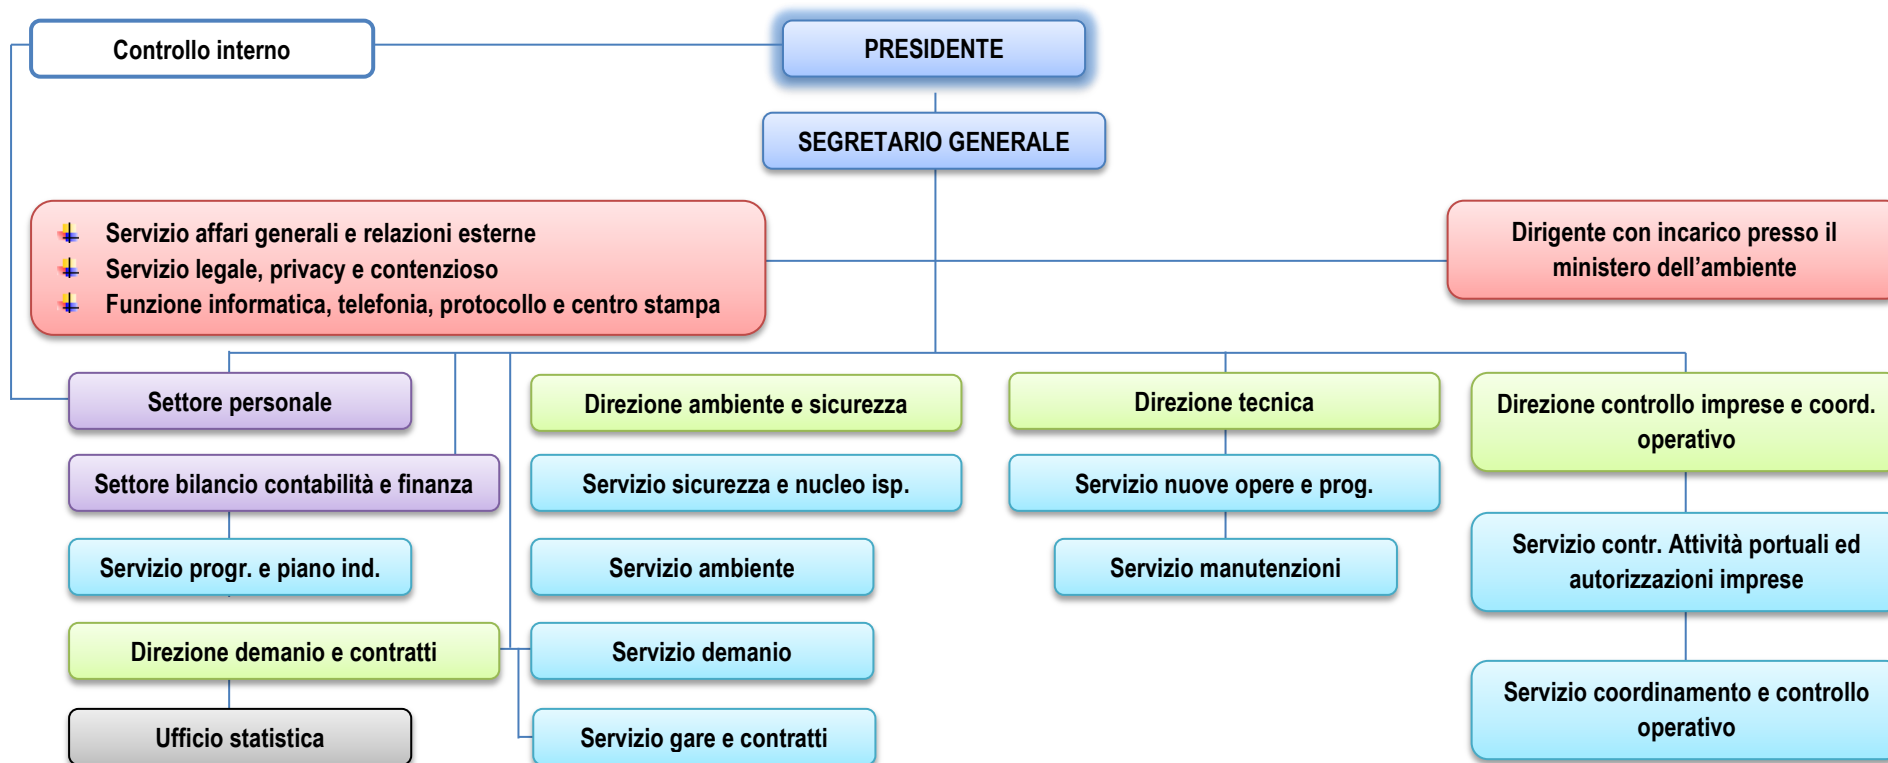 Controllo interno
PRESIDENTE
SEGRETARIO GENERALE
Servizio affari generali e relazioni esterne
Servizio legale, privacy e contenzioso
Funzione informatica, telefonia, protocollo e centro stampa
Dirigente con incarico presso il
ministero dell’ambiente
Settore personale
Direzione ambiente e sicurezza
Direzione tecnica
Direzione controllo imprese e coord.
operativo
Settore bilancio contabilità e finanza
Servizio sicurezza e nucleo isp.
Servizio nuove opere e prog.
Servizio progr. e piano ind.
Servizio ambiente
Servizio manutenzioni
Servizio contr. Attività portuali ed
autorizzazioni imprese
Direzione demanio e contratti
Servizio demanio
Servizio coordinamento e controllo
operativo
Ufficio statistica
Servizio gare e contratti